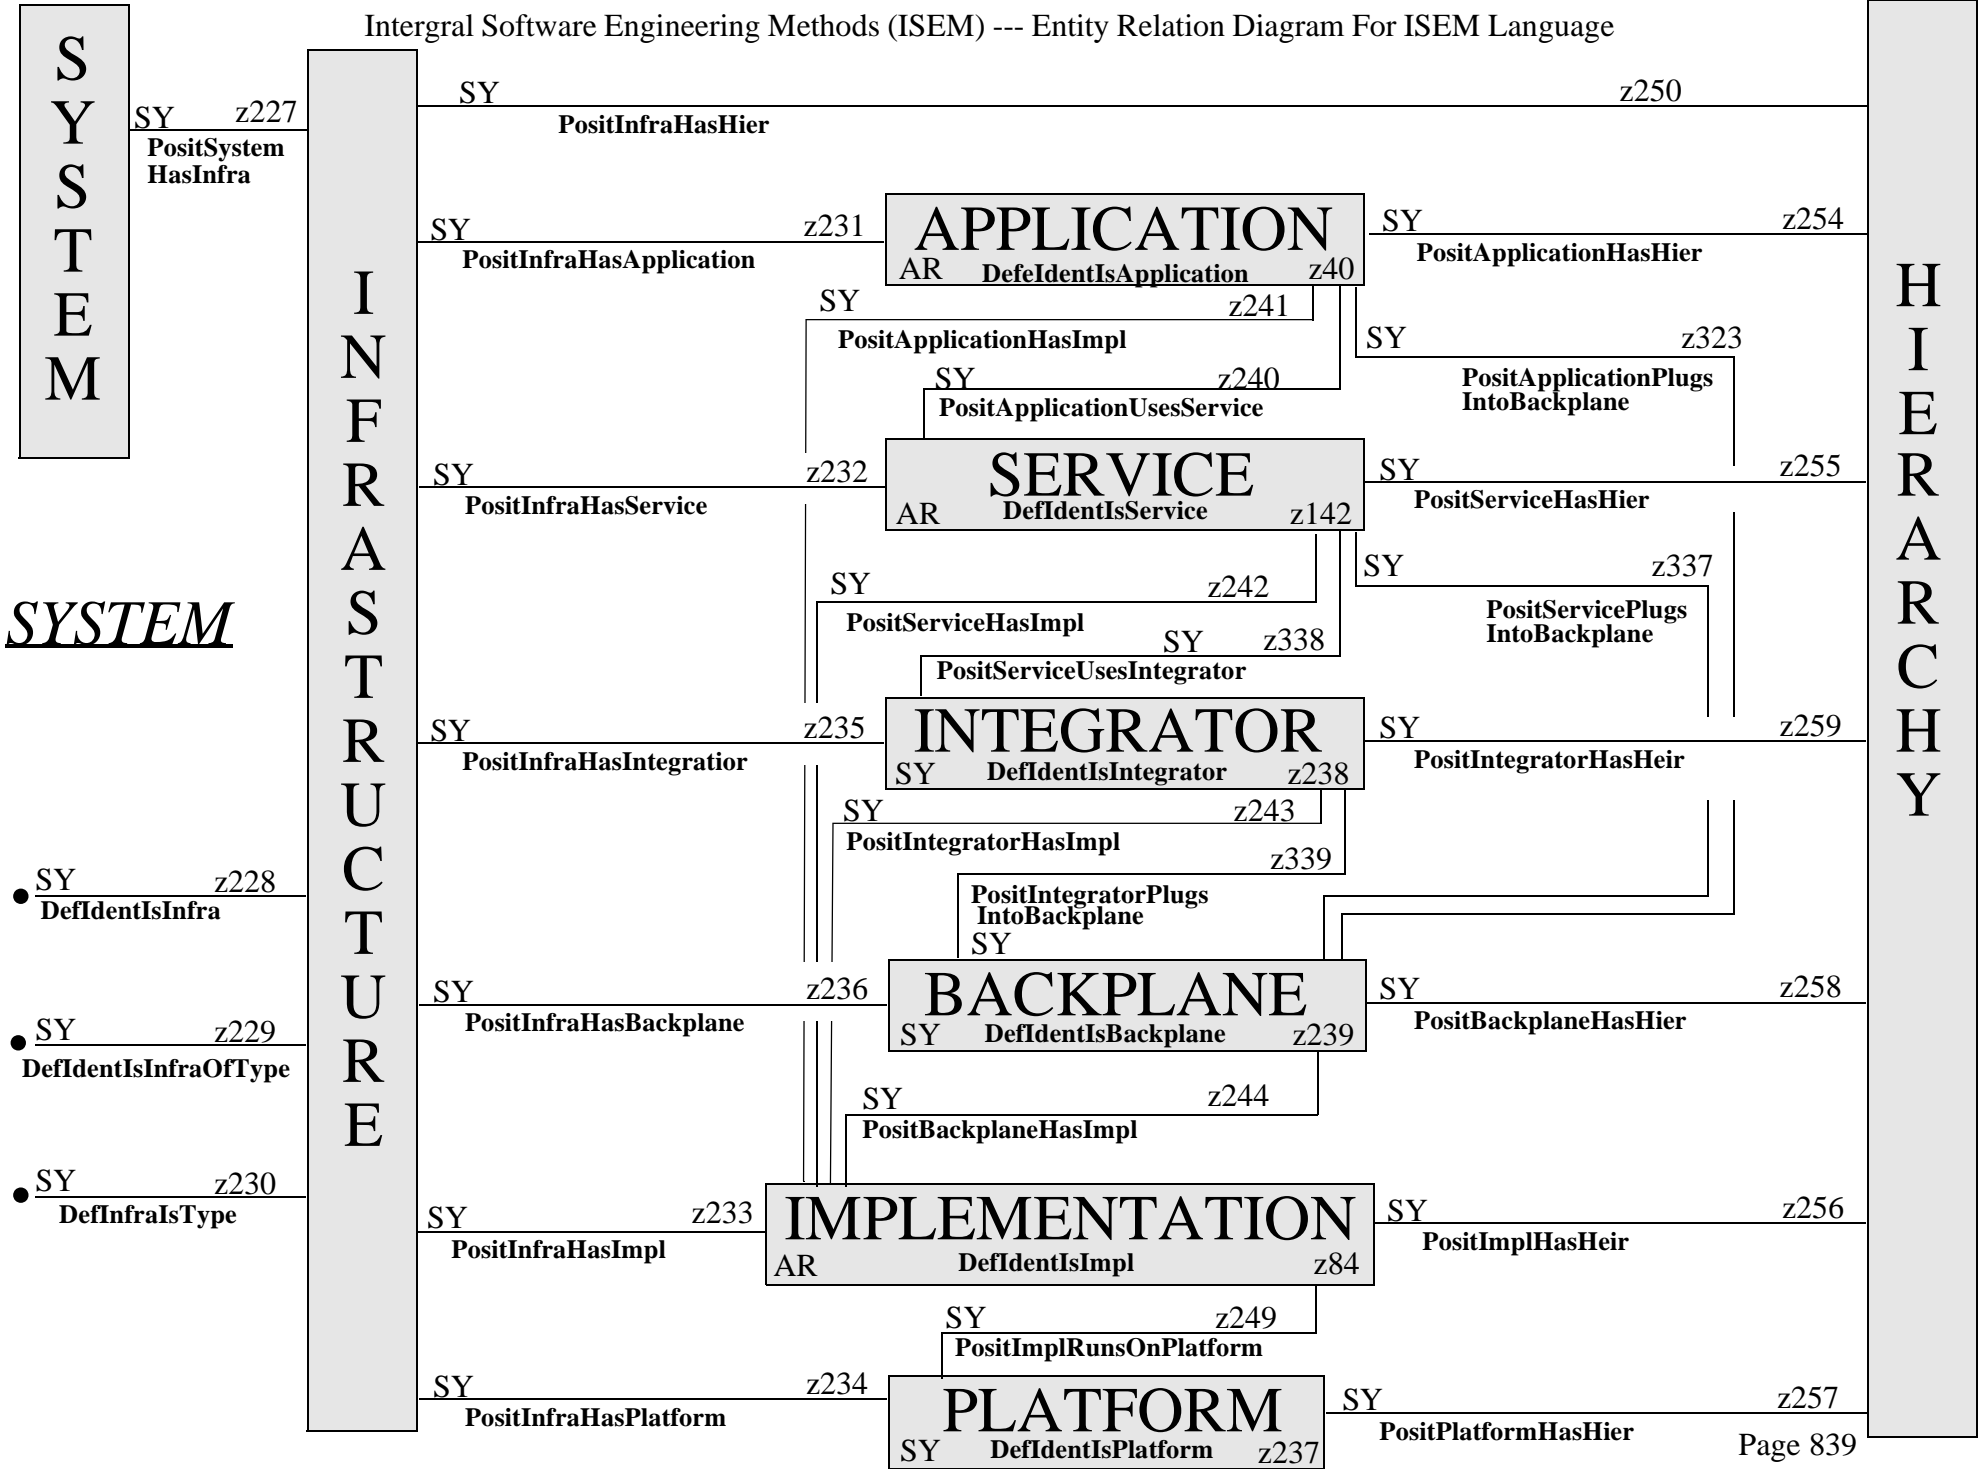 Intergral Software Engineering Methods (ISEM) --- Entity Relation Diagram For ISEM Language
SYSTEM
SY z227
PositSystem
HasInfra
INFRASTRUCTURE
HIERARCHY
SY z250
PositInfraHasHier
SY z231
PositInfraHasApplication
APPLICATION
AR DefeIdentIsApplication z40
SY z254
PositApplicationHasHier
SY z241
PositApplicationHasImpl
SY z323
PositApplicationPlugs
IntoBackplane
SY z240
PositApplicationUsesService
SY z232
PositInfraHasService
SERVICE
AR DefIdentIsService z142
SY z255
PositServiceHasHier
SY z242
PositServiceHasImpl
SY z337
PositServicePlugs
IntoBackplane
SY z338
PositServiceUsesIntegrator
SYSTEM
SY z235
PositInfraHasIntegratior
INTEGRATOR
SY DefIdentIsIntegrator z238
SY z259
PositIntegratorHasHeir
SY z243
PositIntegratorHasImpl
z339
PositIntegratorPlugs
IntoBackplane
SY
SY z228
DefIdentIsInfra
SY z236
PositInfraHasBackplane
BACKPLANE
SY DefIdentIsBackplane z239
SY z258
PositBackplaneHasHier
SY z229
DefIdentIsInfraOfType
SY z244
PositBackplaneHasImpl
SY z230
DefInfraIsType
SY z233
PositInfraHasImpl
IMPLEMENTATION
AR DefIdentIsImpl z84
SY z256
PositImplHasHeir
SY z249
PositImplRunsOnPlatform
SY z234
PositInfraHasPlatform
PLATFORM
SY DefIdentIsPlatform z237
SY z257
PositPlatformHasHier
Page 839